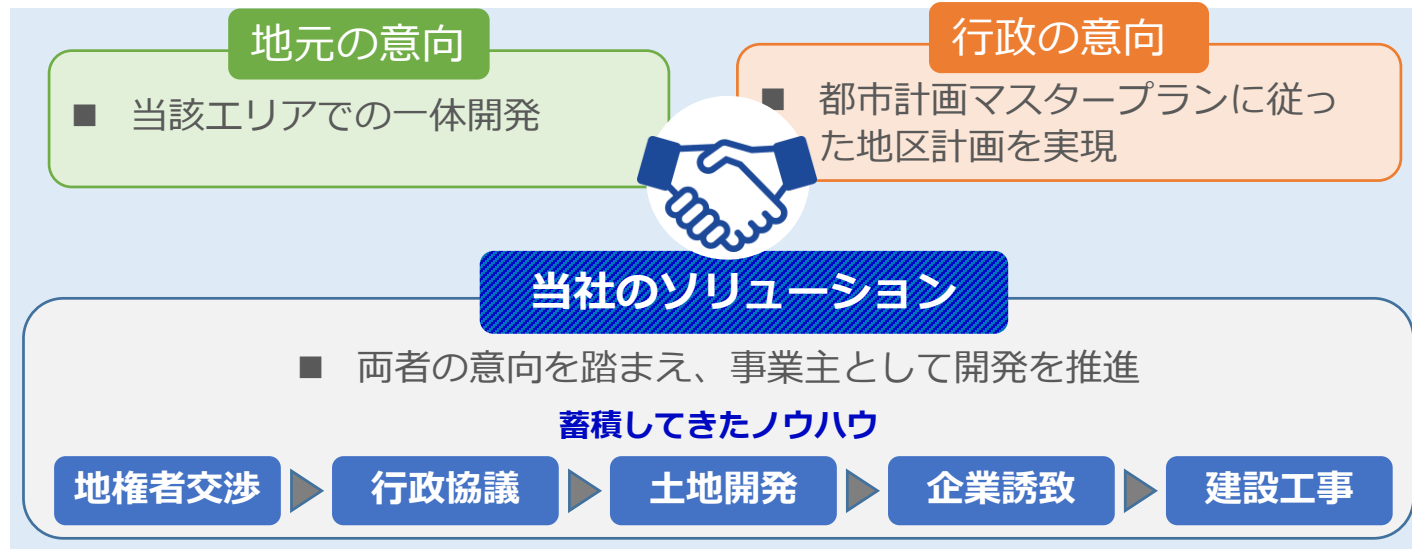 地元の意向
■ 当該エリアでの一体開発
行政の意向
■ 都市計画マスタープランに従っ
た地区計画を実現
当社のソリューション
■ 両者の意向を踏まえ、事業主として開発を推進
蓄積してきたノウハウ
地権者交渉
行政協議
土地開発
企業誘致
建設工事